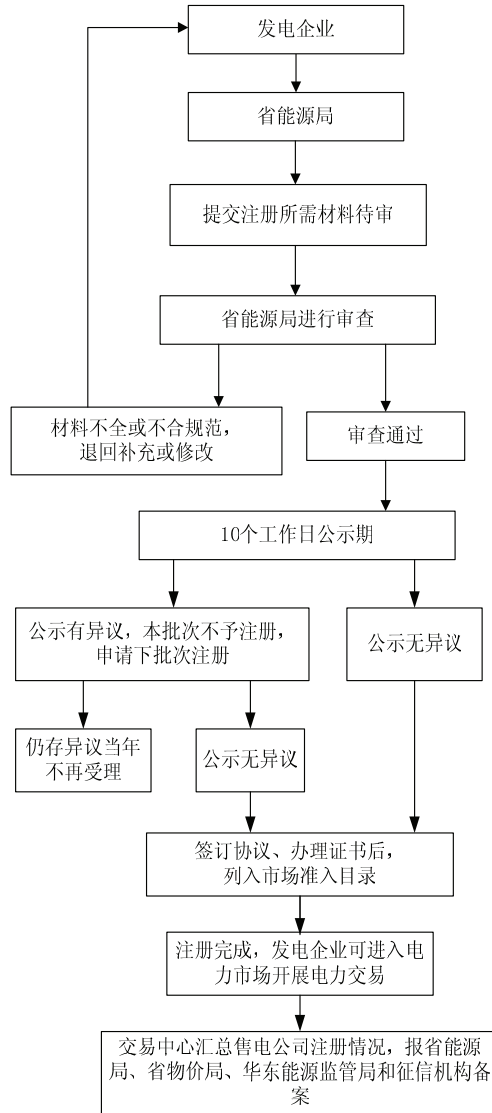 发电企业
省能源局
提交注册所需材料待审
省能源局进行审查
材料不全或不合规范，
退回补充或修改
审查通过
10个工作日公示期
公示有异议，本批次不予注册，
申请下批次注册
公示无异议
仍存异议当年
不再受理
公示无异议
签订协议、办理证书后，
列入市场准入目录
注册完成，发电企业可进入电
力市场开展电力交易
交易中心汇总售电公司注册情况，报省能源
局、省物价局、华东能源监管局和征信机构备
案